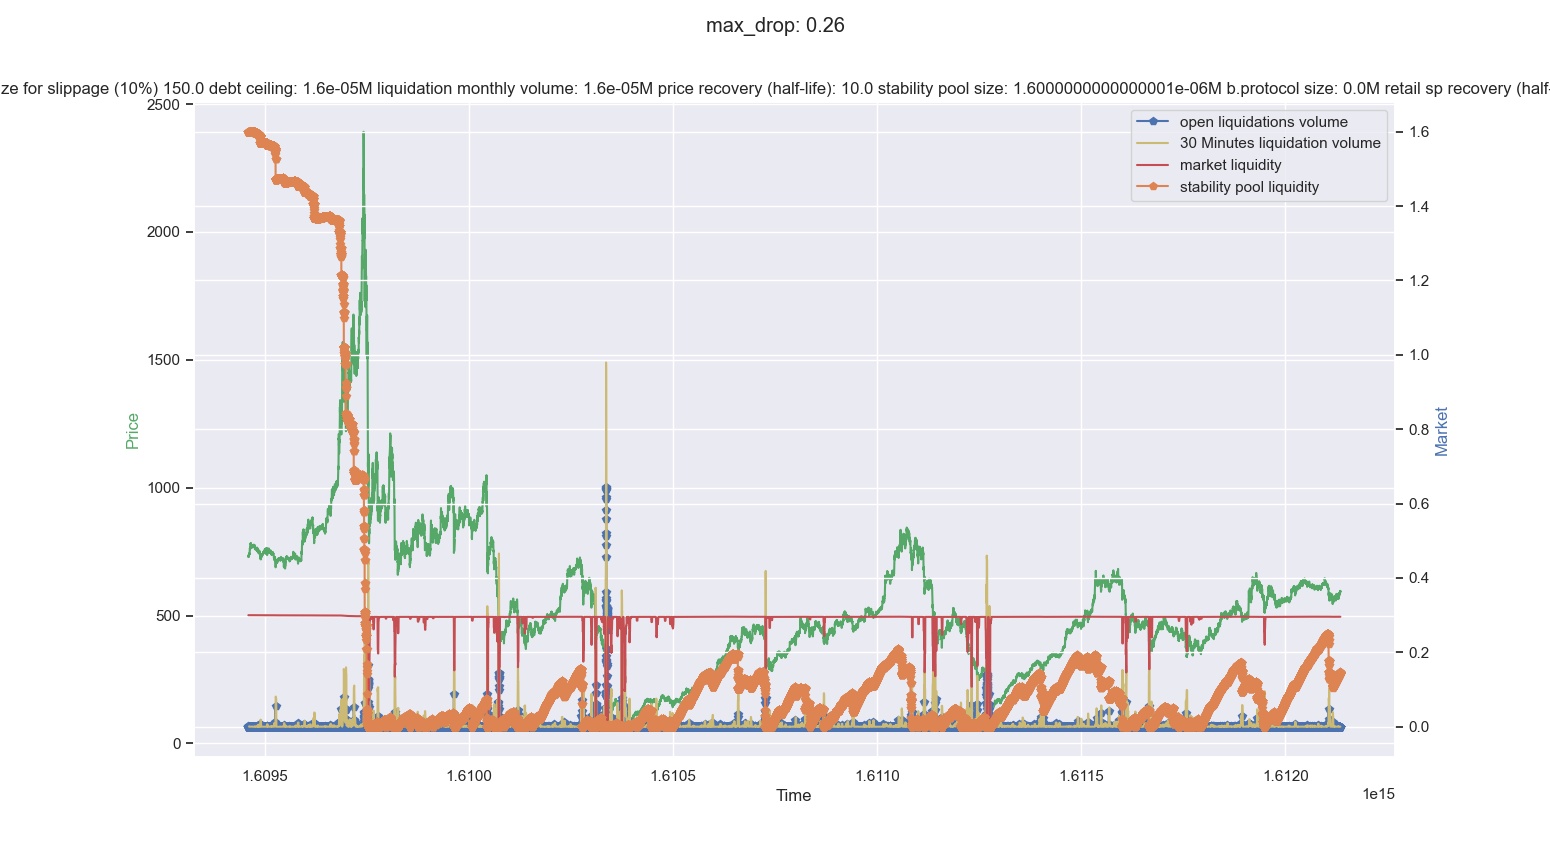 max_drop: 0.26
ze for slippage (10%) 150.0 debt ceiling: 1.6e-05M liquidation monthly volume: 1.6e-05M price recovery (half-life): 10.0 stability pool size: 1.6000000000000001e-06M b.protocol size: 0.0M retail sp recovery (half-
open liquidations volume
30 Minutes liquidation volume
market liquidity
stability pool liquidity
2500
2000
1500
1000
500
0
Price
1.6
1.4
1.2
1.0
0.8
0.6
0.4
0.2
0.0
Market
1.6095 1.6100 1.6105 1.6110 1.6115 1.6120
Time
1e15